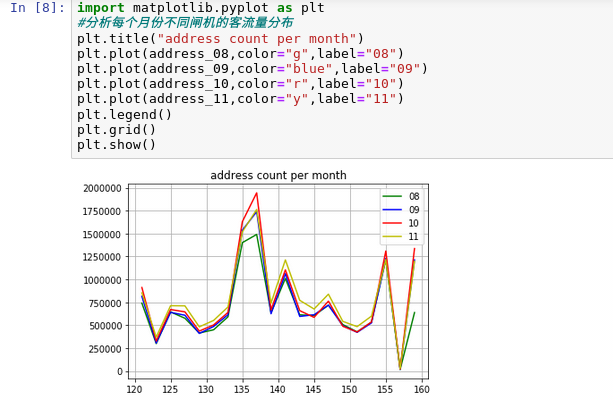 In [8]: import matplotlib.pyplot as plt
#分析每个月份不同闸机的客流量分布
plt.title("address count per month")
plt.plot(address_08,color="g",label="08")
plt.plot(address_09,color="blue",label="09")
plt.plot(address_10,color="r",label="10")
plt.plot(address_11,color="y",label="11")
plt.legend()
plt.grid()
plt.show()
address count per month
2000000
1750000
1500000
1250000
1000000
750000
500000
250000
0
08
09
10
11
120 125 130 135 140 145 150 155 160